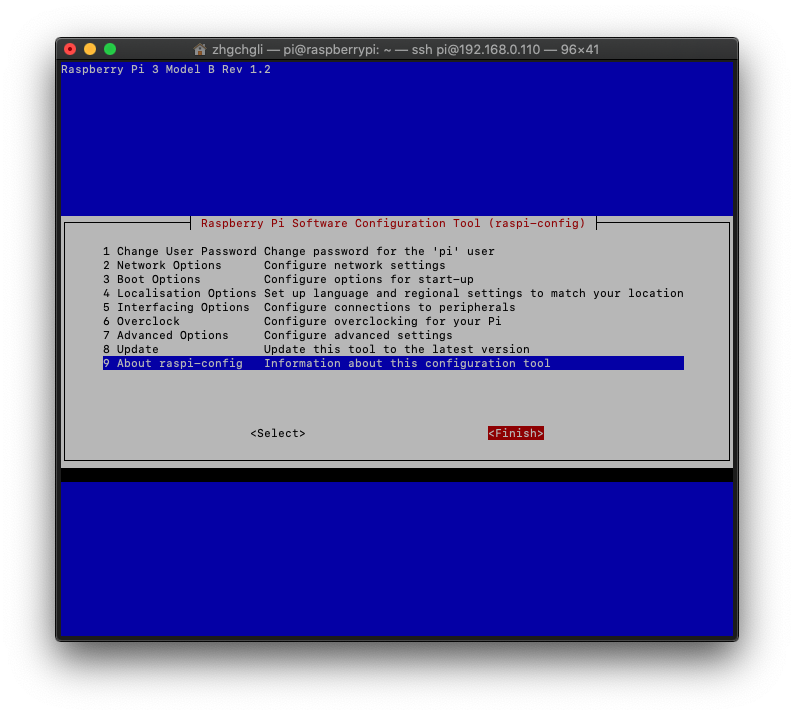 zhgchgli — pi@raspberrypi: ~ — ssh pi@192.168.0.110 — 96×41
Raspberry Pi 3 Model B Rev 1.2
Raspberry Pi Software Configuration Tool (raspi-config)
1 Change User Password Change password for the 'pi' user
2 Network Options Configure network settings
3 Boot Options Configure options for start-up
4 Localisation Options Set up language and regional settings to match your location
5 Interfacing Options Configure connections to peripherals
6 Overclock Configure overclocking for your Pi
7 Advanced Options Configure advanced settings
8 Update Update this tool to the latest version
9 About raspi-config Information about this configuration tool
<Select> <Finish>